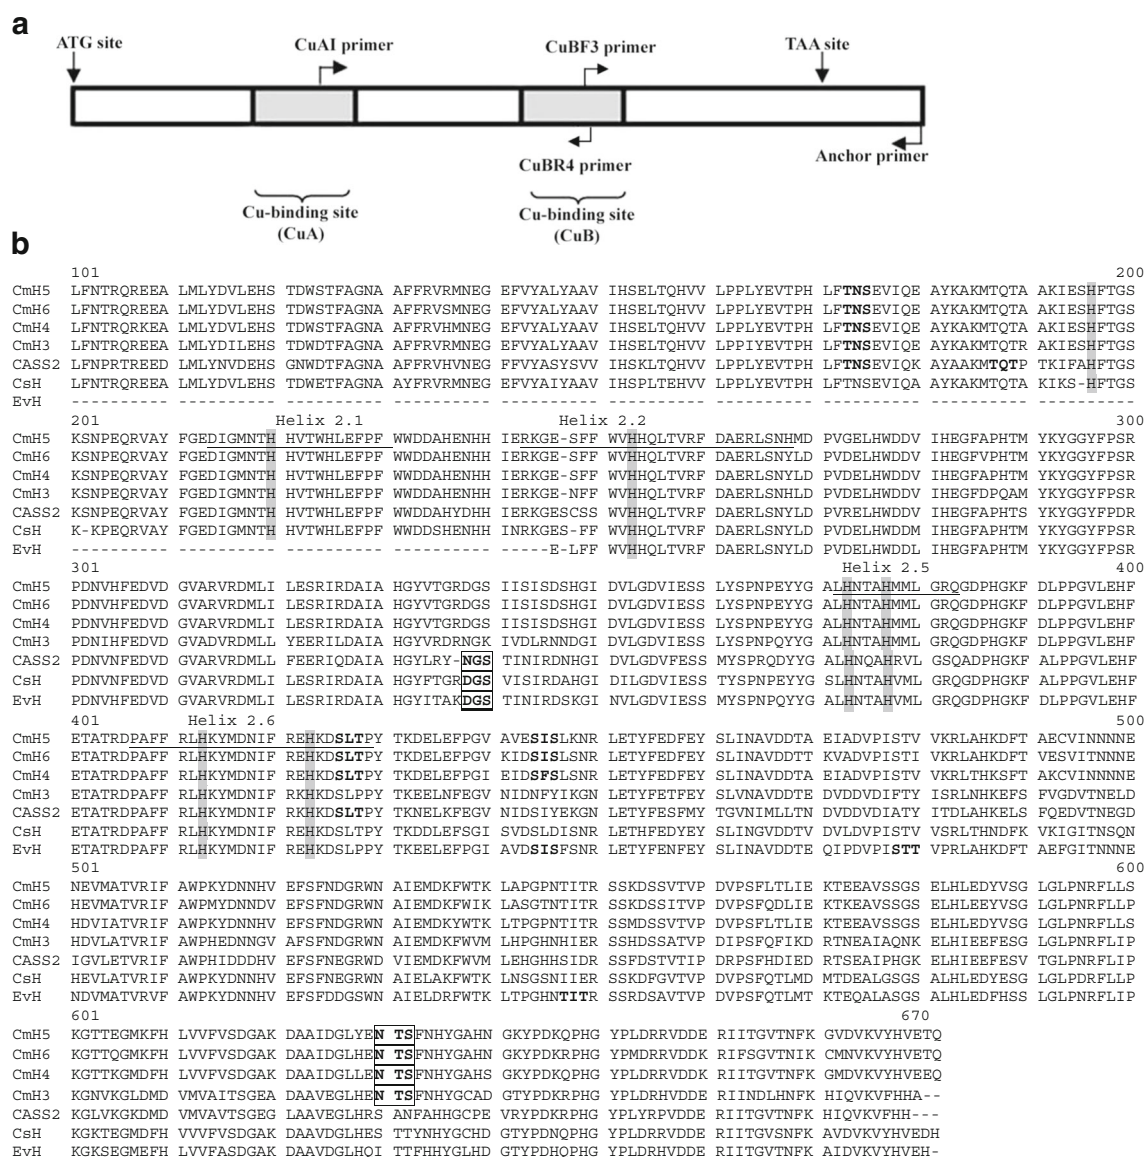 a
ATG site
CuAI primer
CuBF3 primer
TAA site
CuBR4 primer
Anchor primer
Cu-binding site
(CuA)
Cu-binding site
(CuB)
b
101 200
CmH5 LFNTRQREEA LMLYDVLEHS TDWSTFAGNA AFFRVRMNEG EFVYALYAAV IHSELTQHVV LPPLYEVTPH LFTNSEVIQE AYKAKMTQTA AKIESHFTGS
CmH6 LFNTRQREEA LMLYDVLEHS TDWSTFAGNA AFFRVSMNEG EFVYALYAAV IHSELTQHVV LPPIYEVTPH LFTNSEVIQE AYKAKMTQTA AKIESHFTGS
CmH4 LFNTRQREEA LMLYDVLEHS TDWSTFAGNA AFFRVRMNEG EFVYALYAAV IHSELTQHVV LPPLYEVTPH LFTNSEVIQE AYKAKMTQTA AKIESHFTGS
CmH3 LFNTRQREEA LMLYDILEHS TDWSTFAGNA AFFRVRMNEG EFVYALYAAV IHSELTQHVV LPPIYEVTPH LFTNSEVIQE AYRAKMTQTR AKIESHFTGS
CASS2 LFNPRTREED LMLYNVDEHS GNWDTFAGNA AFFRVHVNEG EFFVYASYSVV IHSKLTEHVV LPPLYEVTPH LFTNSEVIQK AYAAKMTQTP TKIFAHFTGS
CsH LFNTRQREEA LMLYDVLEHS TDWETFAGNA AYFRVRMNEG EFVYAIYAAV IHSPLTEHVV LPPLYEVTPH LFTNSEVIQA AYQAKMTQTA KIKS-HFTGS
EvH ---------- ---------- ---------- ---------- ---------- ---------- ---------- ---------- ---------- ----------
201 Helix 2.1 Helix 2.2 300
CmH5 KSNPEQRVAY FGEDIGMNTH HVTWHLEFPF WWDDAHENHH IERKGE-SFF WVHHQLTVRF DAERLSNHMD PVGELHWDDV IHEGFAPHTM YKYGGYFPSR
CmH6 KSNPEQRVAY FGEDIGMNTH HVTWHLEFPF WWDDAHENHH IERKGE-SFF WVHHQLTVRF DAERLSNYLD PVDELHWDDV IHEGFVPHTM YKYGGYFPSR
CmH4 KSNPEQRVAY FGEDIGMNTH HVTWHLEFPF WWDDAHENHH IERKGE-SFF WVHHQLTVRF DAERLSNYLD PVDELHWDDV IHEGFAPHTM YKYGGYFPSR
CmH3 KSNPEQRVAY FGEDIGMNTH HVTWHLEFPF WWDDAHENHH IERKGE-NFF WVHHQLTVRF DAERLSNHLD PVDELHWDDV IHEGFDPQAM YKYGGYFPSR
CASS2 KSNPEQRVAY FGEDIGMNTH HVTWHLEFPF WWDDAHYDHH IERKGESCSS WVHHQLTVRF DAERLSNYLD PVDELHWDDV IHEGFAPHTS YKYGGYFPDR
CsH K-KPEQRVAY FGEDIGMNTH HVTWHLEFPF WWDDSHENHH INRKGES-FF WVHHQLTVRF DAERLSNYLD PVDELHWDDM IHEGFAPHTM YKYGGYFPSR
EvH ---------- ---------- ---------- ---------- -----E-LFF WVHHQLTVRF DAERLSNYLD PVDELHWDDL IHEGFAPHTM YKYGGYFPSR
301 Helix 2.5 400
CmH5 PDNVHFEDVD GVARVRDMLI LESRIRDAIA HGYVTGRDGS IISISDSHGI DVLGDVIESS LYSPNPEYYG ALHNTAHMML GRQGDPHGKF DLPPGVLEHF
CmH6 PDNVHFEDVD GVARVRDMLI LESRIRDAIA HGYVTGRDGS IISISDSHGI DVLGDVIESS LYSPNPEYYG ALHNTAHMML GRQGDPHGKF DLPPGVLEHF
CmH4 PDNVHFEDVD GVARVRDMLI LESRIRDAIA HGYVTGRDGS IISISDSHGI DVLGDVIESS LYSPNPEYYG ALHNTAHMML GRQGDPHGKF DLPPGVLEHF
CmH3 PDNIHFEDVD GVADVRDMLL YEERILDAIA HGYVRDRNGK IVDLRNNDGI DVLGDVIESS LYSPNPQYYG ALHNTAHMML GRQGDPHGKF DLPPGVLEHF
CASS2 PDNVNFEDVD GVARVRDMLL FEERIQDAIA HGYLRY-NGS TINIRDNHGI DVLGDVFESS MYSPRQDYYG ALHNQAHRVL GSQADPHGKF ALPPGVLEHF
CsH PDNVNFEDVD GVARVRDMLI LESRIRDAIA HGYFTGRDGS VISIRDAHGI DILGDVIESS TYSPNPEYYG SLHNTAHVML GRQGDPHGKF DLPPGVLEHF
EvH PDNVHFEDVD GVARVRDMLI LESRIRDAIA HGYITAKDGS TINIRDSKGI NVLGDVIESS LYSPNPQYYG ALHNTAHVML GRQGDPHGKF DLPPGVLEHF
401 Helix 2.6 500
CmH5 ETATRDPAFF RLHKYMDNIF REHKDSLTPY TKDELEFPGV AVESISLKNR LETYFEDFEY SLINAVDDTA EIADVPISTV VKRLAHKDFT AECVINNNNE
CmH6 ETATRDPAFF RLHKYMDNIF REHKDSLTPY TKDELEFPGV KIDSISLSNR LETYFEDFEY SLINAVDDTT KVADVPISTI VKRLAHKDFT AKCVINNNNE
CmH4 ETATRDPAFF RLHKYMDNIF REHKDSLTPY TKDELEFPGI EIDSFSLSNR LETYFEDFEY SLINAVDDTA EIADVPISTV VKRLTHKSFT AKCVINNNNE
CmH3 ETATRDPAFF RLHKYMDNIF RKHKDSLPPY TKDELEFEGV NIDNFYIKGN LETYFETFEY SLINAVDDTE DVDDVDIFTY ISRLNHKEFS FVGDVTNELD
CASS2 ETATRDPAFF RLHKYMDNIF RKHKDSLTPY TKNELKFEGV NIDSIYEKGN LETYFESFMY TGVNIMLLTN DVDDVDIATY ITDLAHKELS FQEDVTNEGD
CsH ETATRDPAFF RLHKYMDNIF REHKDSLTPY TKDDLEFSGI SVDSLDISNR LETHFEDYEY SLINGVDDTV DVLDVPISTV VSRLTHNDFK VKIGITNSQN
EvH ETATRDPAFF RLHKYMDNIF REHKDSLPPY TKEELEFPGI AVDSISFSNR LETYFENFEY SLINAVDDTE QIPDVPISTT VPRLAHKDFT AEFGITNNNE
501 600
CmH5 NEVMATVRIF AWPKYDNNHV EFSFNDGRWN AIEMDKFWTK LAPGPNTITR SSKDSSVTVP DVPSFLTLIE KTEEAVSSGS ELHLEDYVSG LGLPNRFLLS
CmH6 HEVMATVRIF AWPMYDNNDV EFSFNDGRWN AIEMDKFWIK LASGTNTITR SSKDSSITVP DVPSFQDLIE KTEEAVSSGS ELHLEEYVSG LGLPNRFLLP
CmH4 HDVIATVRIF AWPKYDNNHV EFSFNDGRWN AIEMDKYWTK LTPGPNTITR SSMDSSVTVP DVPSFLTLIE KTEEAVSSGS ELHLEDYVSG LGLPNRFLLS
CmH3 HDVLATVRIF AWPHEDNNGV AFSFNDGRWN AIEMDKFWVM LHPGHNHIER SSHDSSATVP DIPSFQFIKD RTNEAIAQNK ELHIEEFESG LGLPNRFLIP
CASS2 IGVLETVRIF AWPHIDDDHV EFSFNEGRWD VIEMDKFWVM LEHGHHSIDR SSFDSTVTIP DRPSFHDIED RTSEAIPHGK ELHIEEFESV TGLPNRFLIP
CsH HEVLATVRIF AWPKYDNNHV EFSFNEGRWN AIELAKFWTK LNSGSNIIER SSKDFGVTVP DVPSFQTLMD MTDEALGSGS ALHLEDYESG LGLPDRFLLP
EvH NDVMATVRVF AWPKYDNNHV EFSFDDGSWN AIELDRFWTK LTPGHNTITR SSRDSAVTVP DVPSFQTLMT KTEQALASGS ALHLEDFHSS LGLPNRFLIP
601 670
CmH5 KGTTEGMKFH LVVFVSDGAK DAAIDGLYEN TSFNHYGAHN GKYPDKQPHG YPLDRRVDDE RIITGVTNFK GVDVKVYHVETQ
CmH6 KGTTQGMKFH LVVFVSDGAK DAAIDGLHEN TSFNHYGAHN GKYPDKRPHG YPMDRRVDDE RIFSGVTNIK CMNVKVYHVETQ
CmH4 KGTTKGMKFH LVVFVSDGAK DAAIDGLLEN TSFNHYGAHS GKYPDKQPHG YPLDRRVDDE RIITGVTNFK GMDVKVYHVEEQ
CmH3 KGNVKGLDMD VMVAITSGEA DAAVEGLHEN TSFNHYGCAD GTYPDKRPHG YPLDRHVDDE RIINDLHNFK HIQVKVFHHA--
CASS2 KGLVKGKDMD VMVAVTSGEG LAAVEGLHRS ANFAHHGCPE VRYPDKRPHG YPLYRPVDDE RIITGVTNFK HIQVKVFHH---
CsH KGKTEGMDFH VVVFVSDGAK DAAVDGLHES TTYNHYGCHD GTYPDNQPHG YPLDRRVDDE RIITGVSNFK AVDVKVYHVEDH
EvH KGKSEGMEFH LVVFASDGAK DAAVDGLHQI TTFHHYGLHD GTYPDHQPHG YPLDRRVDDE RIITGVTNFK AIDVKVYHVEH-